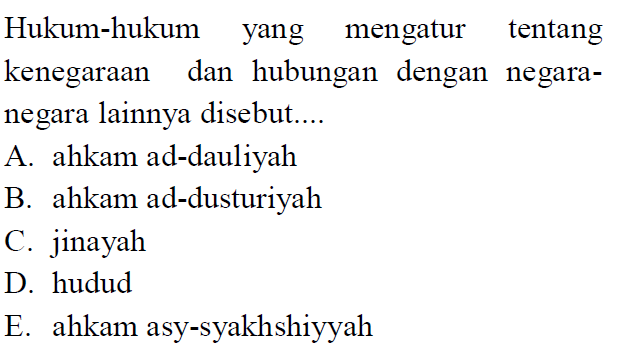 Hukum-hukum yang mengatur tentang
kenegaraan dan hubungan dengan negara-
negara lainnya disebut....
A. ahkam ad-dauliyah
B. ahkam ad-dusturiyah
C. jinayah
D. hudud
E. ahkam asy-syakhshiyyah